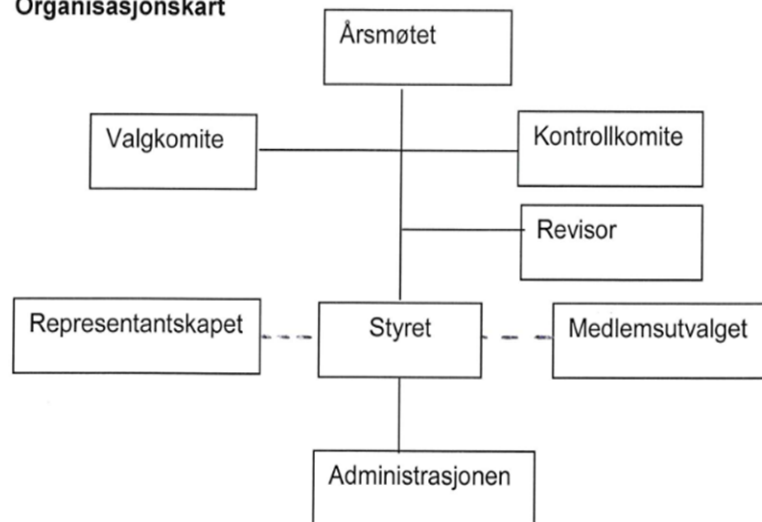 Organisasjonskart
Årsmøtet
Valgkomite
Kontrollkomite
Revisor
Representantskapet
Styret
Medlemsutvalget
Administrasjonen